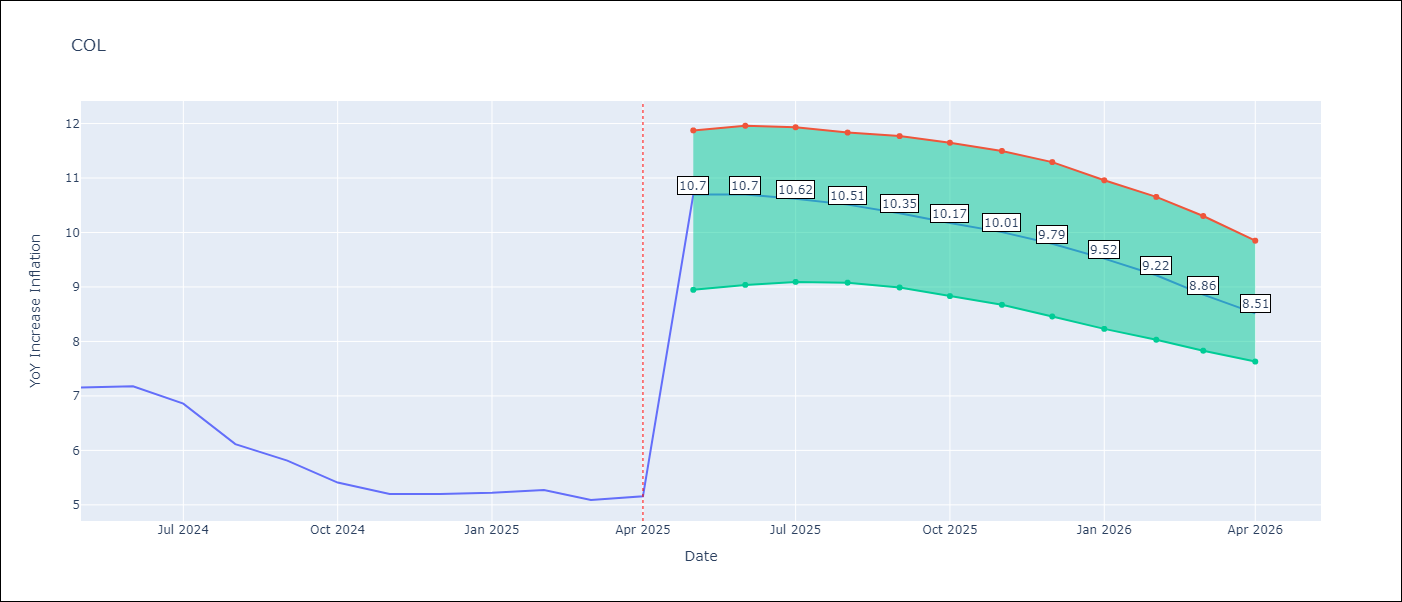 COL
YoY Increase Inflation
12
11
10
9
8
7
6
5
10.7
10.7
10.62
10.51
10.35
10.17
10.01
9.79
9.52
9.22
8.86
8.51
Jul 2024
Oct 2024
Jan 2025
Apr 2025
Jul 2025
Oct 2025
Jan 2026
Apr 2026
Date